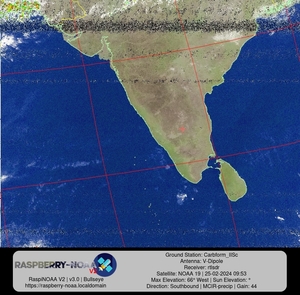 RASPBERRY-NOAA
V2
RaspiNOAA V2 | v3.0 | Bullseye
https://raspberry-noaa.localdomain
Ground Station: Carbform_IISc
Antenna: V-Dipole
Receiver: rtlsdr
Satellite: NOAA 19 | 25-02-2024 09:53
Max Elevation: 66° West | Sun Elevation: °
Direction: Southbound | MCIR-precip | Gain: 44